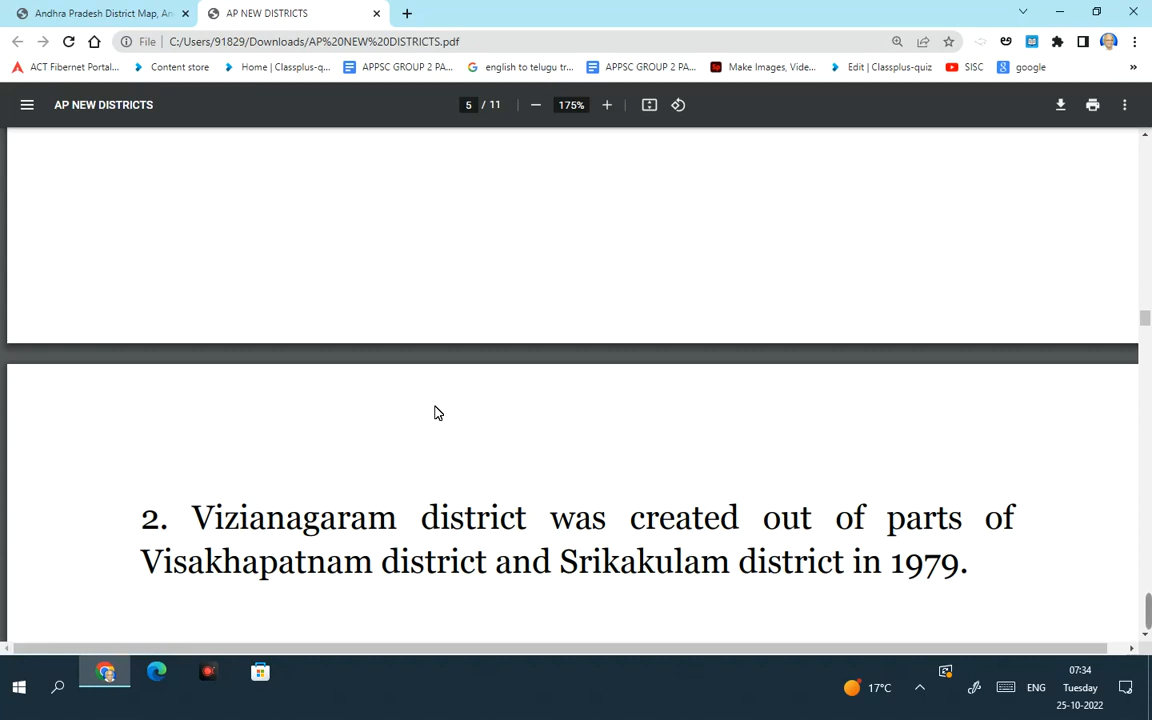 Andhra Pradesh District Map, An
AP NEW DISTRICTS
File
C:/Users/91829/Downloads/AP%20NEW%20DISTRICTS.pdf
ACT Fibernet Portal...
Content store
Home | Classplus-q...
APPSC GROUP 2 PA...
english to telugu tr...
APPSC GROUP 2 PA...
Make Images, Vide...
Edit | Classplus-quiz
SISC
google
»
AP NEW DISTRICTS
5 / 11
175%
2. Vizianagaram district was created out of parts of
Visakhapatnam district and Srikakulam district in 1979.
17°C
ENG
07:34
Tuesday
25-10-2022